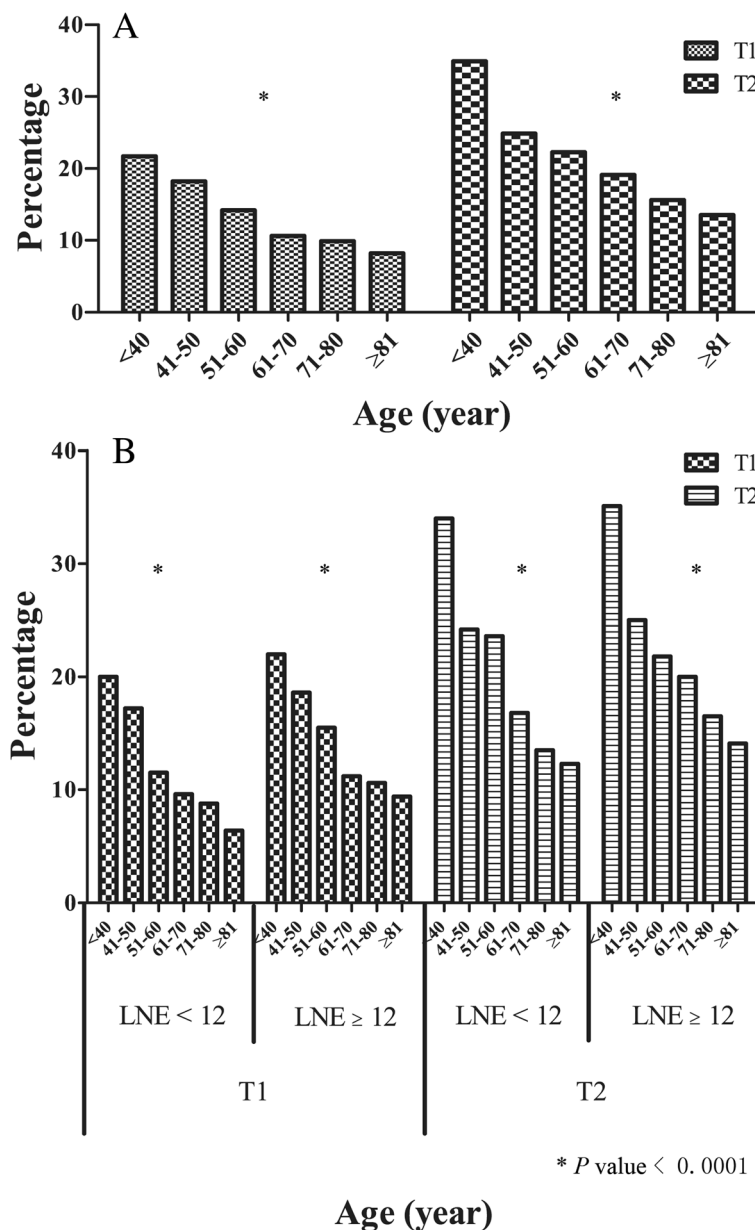 A
40
30
20
10
0
Percentage
* *
T1
T2
<40 41-50 51-60 61-70 71-80 ≥81 <40 41-50 51-60 61-70 71-80 ≥81
Age (year)
B
40
30
20
10
0
Percentage
* * * *
T1
T2
<40 41-50 51-60 61-70 71-80 ≥81 <40 41-50 51-60 61-70 71-80 ≥81 <40 41-50 51-60 61-70 71-80 ≥81 <40 41-50 51-60 61-70 71-80 ≥81
LNE < 12 LNE ≥ 12 LNE < 12 LNE ≥ 12
T1 T2
* P value < 0.0001
Age (year)